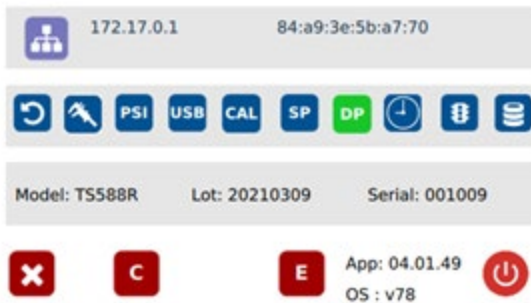 172.17.0.1 84:a9:3e:5b:a7:70
PSI USB CAL SP DP
Model: TS588R Lot: 20210309 Serial: 001009
C E App: 04.01.49
OS : v78